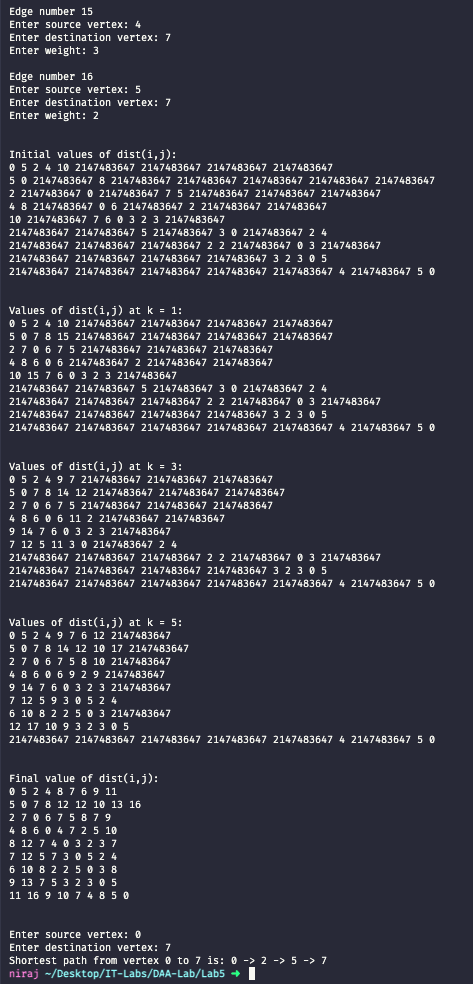 Edge number 15
Enter source vertex: 4
Enter destination vertex: 7
Enter weight: 3
Edge number 16
Enter source vertex: 5
Enter destination vertex: 7
Enter weight: 2
Initial values of dist(i,j):
0 5 2 4 10 2147483647 2147483647 2147483647 2147483647
5 0 2147483647 8 2147483647 2147483647 2147483647 2147483647 2147483647
2 2147483647 0 2147483647 7 5 2147483647 2147483647 2147483647
4 8 2147483647 0 6 2147483647 2 2147483647 2147483647
10 2147483647 7 6 0 3 2 3 2147483647
2147483647 2147483647 5 2147483647 3 0 2147483647 2 4
2147483647 2147483647 2147483647 2 2 2147483647 0 3 2147483647
2147483647 2147483647 2147483647 2147483647 3 2 3 0 5
2147483647 2147483647 2147483647 2147483647 2147483647 4 2147483647 5 0
Values of dist(i,j) at k = 1:
0 5 2 4 10 2147483647 2147483647 2147483647 2147483647
5 0 7 8 15 2147483647 2147483647 2147483647 2147483647
2 7 0 6 7 5 2147483647 2147483647 2147483647
4 8 6 0 6 2147483647 2 2147483647 2147483647
10 15 7 6 0 3 2 3 2147483647
2147483647 2147483647 5 2147483647 3 0 2147483647 2 4
2147483647 2147483647 2147483647 2 2 2147483647 0 3 2147483647
2147483647 2147483647 2147483647 2147483647 3 2 3 0 5
2147483647 2147483647 2147483647 2147483647 2147483647 4 2147483647 5 0
Values of dist(i,j) at k = 3:
0 5 2 4 9 7 2147483647 2147483647 2147483647
5 0 7 8 14 12 2147483647 2147483647 2147483647
2 7 0 6 7 5 2147483647 2147483647 2147483647
4 8 6 0 6 11 2 2147483647 2147483647
9 14 7 6 0 3 2 3 2147483647
7 12 5 11 3 0 2147483647 2 4
2147483647 2147483647 2147483647 2 2 2147483647 0 3 2147483647
2147483647 2147483647 2147483647 2147483647 3 2 3 0 5
2147483647 2147483647 2147483647 2147483647 2147483647 4 2147483647 5 0
Values of dist(i,j) at k = 5:
0 5 2 4 9 7 6 12 2147483647
5 0 7 8 14 12 10 17 2147483647
2 7 0 6 7 5 8 10 2147483647
4 8 6 0 6 9 2 9 2147483647
9 14 7 6 0 3 2 3 2147483647
7 12 5 9 3 0 5 2 4
6 10 8 2 2 5 0 3 2147483647
12 17 10 9 3 2 3 0 5
2147483647 2147483647 2147483647 2147483647 2147483647 4 2147483647 5 0
Final value of dist(i,j):
0 5 2 4 8 7 6 9 11
5 0 7 8 12 12 10 13 16
2 7 0 6 7 5 8 7 9
4 8 6 0 4 7 2 5 10
8 12 7 4 0 3 2 3 7
7 12 5 7 3 0 5 2 4
6 10 8 2 2 5 0 3 8
9 13 7 5 3 2 3 0 5
11 16 9 10 7 4 8 5 0
Enter source vertex: 0
Enter destination vertex: 7
Shortest path from vertex 0 to 7 is: 0 -> 2 -> 5 -> 7
niraj ~/Desktop/IT-Labs/DAA-Lab/Lab5 ➜